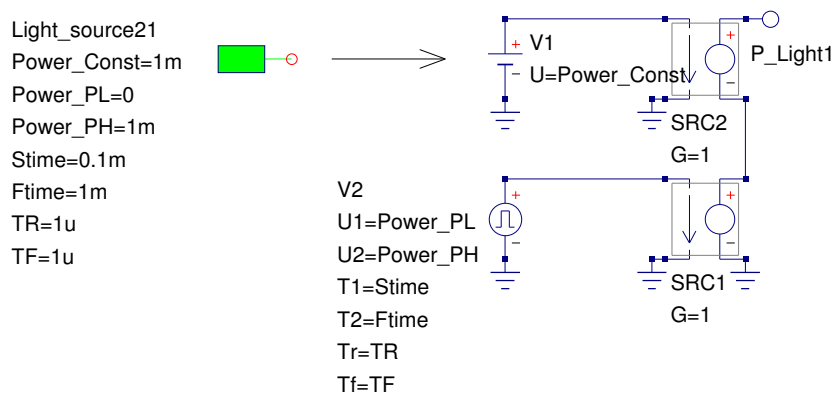 Light_source21
Power_Const=1m
Power_PL=0
Power_PH=1m
Stime=0.1m
Ftime=1m
TR=1u
TF=1u
V1
U=Power_Const
P_Light1
SRC2
G=1
V2
U1=Power_PL
U2=Power_PH
T1=Stime
T2=Ftime
Tr=TR
Tf=TF
SRC1
G=1